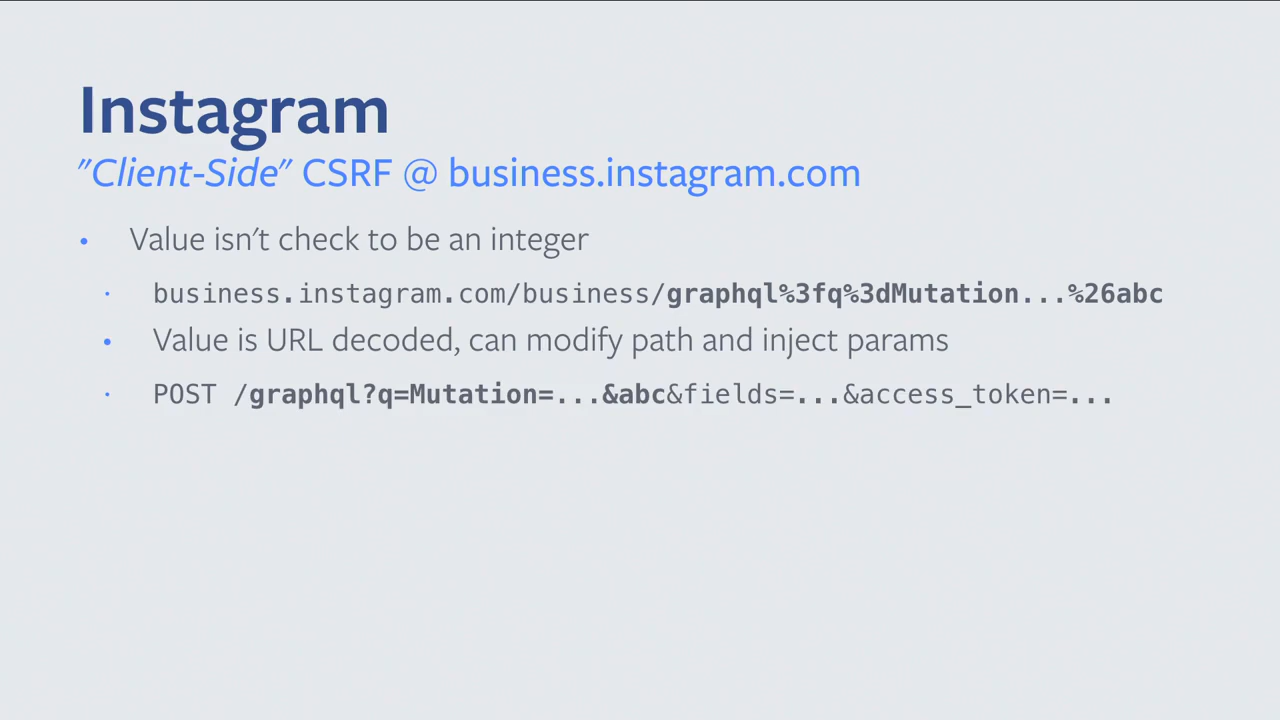 Instagram
"Client-Side" CSRF @ business.instagram.com
• Value isn't check to be an integer
• business.instagram.com/business/graphql%3fq%3dMutation...%26abc
• Value is URL decoded, can modify path and inject params
• POST /graphql?q=Mutation=...&abc&fields=...&access_token=...